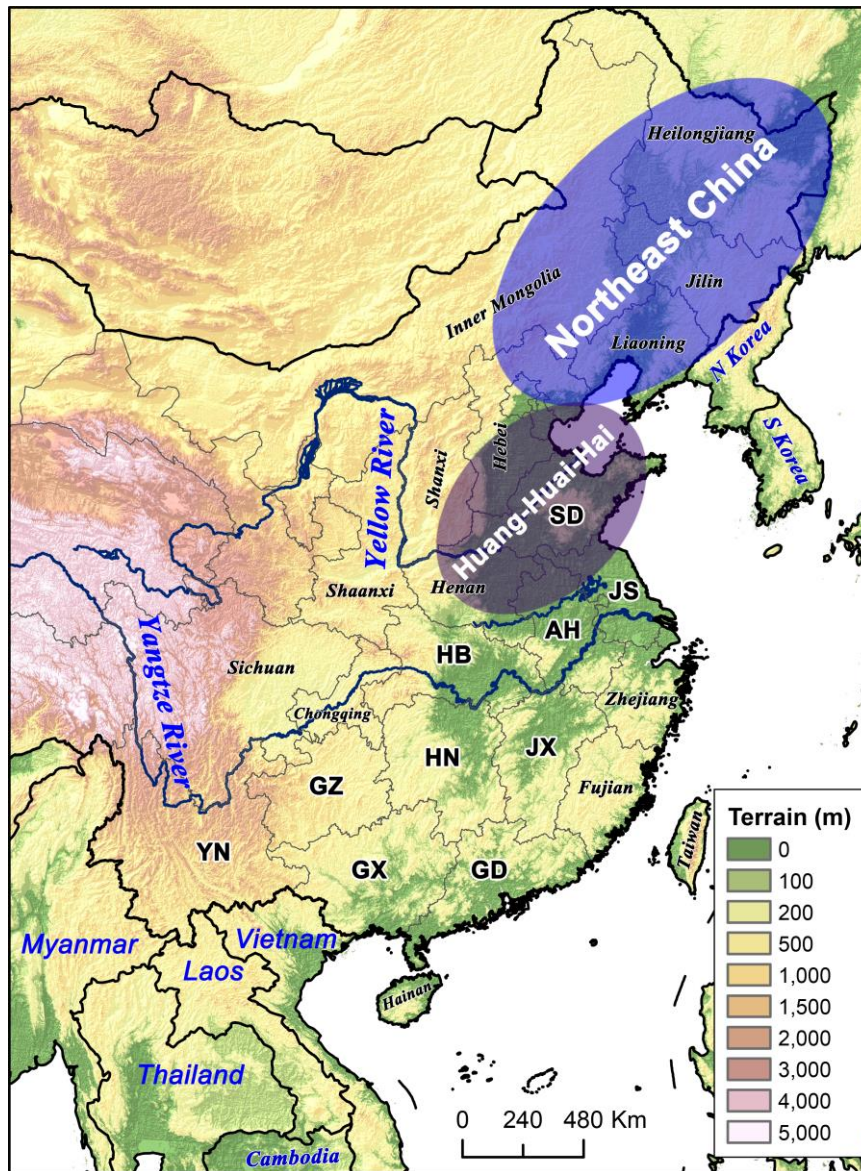 Heilongjiang
Northeast China
Jilin
Inner Mongolia
Liaoning
N Korea
S Korea
Hebei
Shanxi
Huang-Huai-Hai
SD
Yellow River
Shaanxi
Henan
JS
AH
HB
Sichuan
Yangtze River
Chongqing
Zhejiang
HN
JX
GZ
Fujian
YN
GX
GD
Taiwan
Myanmar
Vietnam
Laos
Hainan
Thailand
Cambodia
0 240 480 Km
Terrain (m)
0
100
200
500
1,000
1,500
2,000
3,000
4,000
5,000